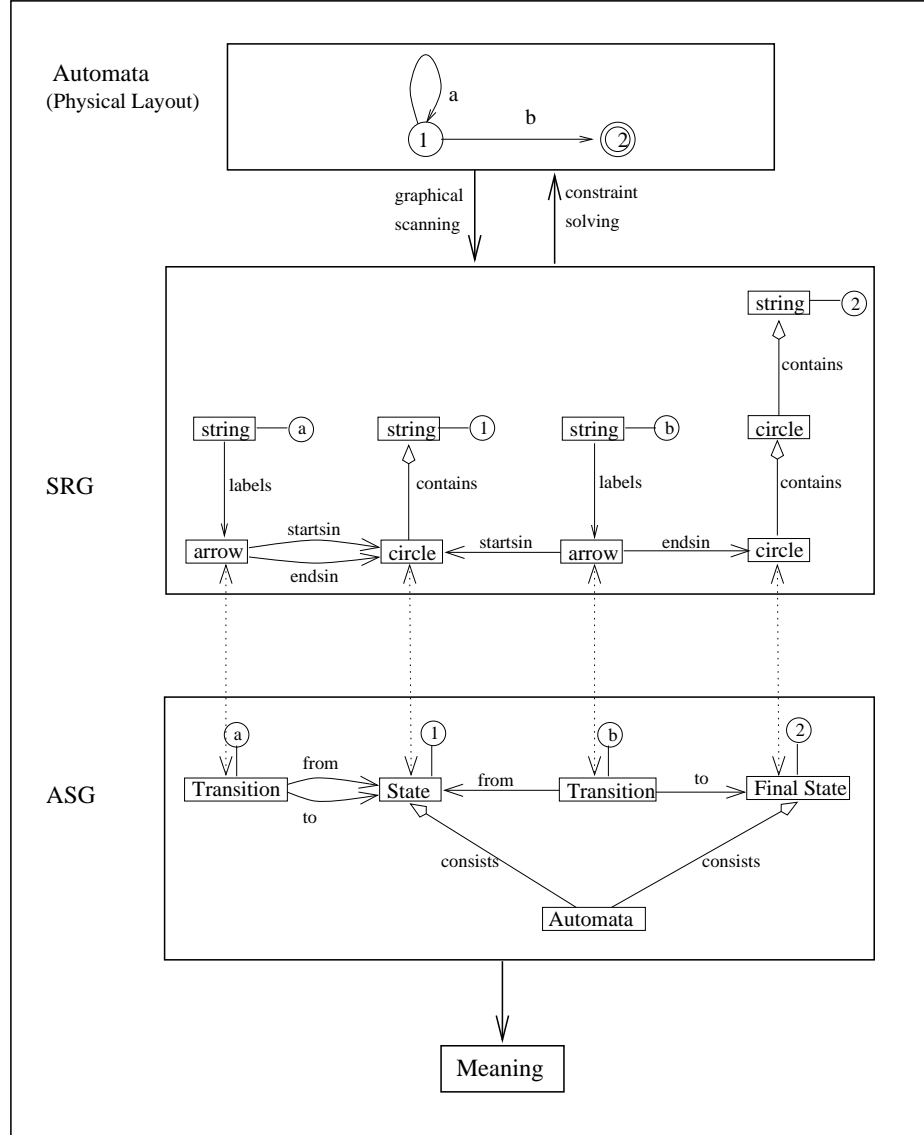 Automata
(Physical Layout)
a
b
1
2
graphical
scanning
constraint
solving
string
2
contains
string
a
string
1
string
b
circle
SRG
labels
contains
labels
contains
startsin
arrow
circle
startsin
arrow
endsin
circle
endsin
a
1
b
2
from
ASG
Transition
State
from
Transition
to
Final State
to
consists
consists
Automata
Meaning